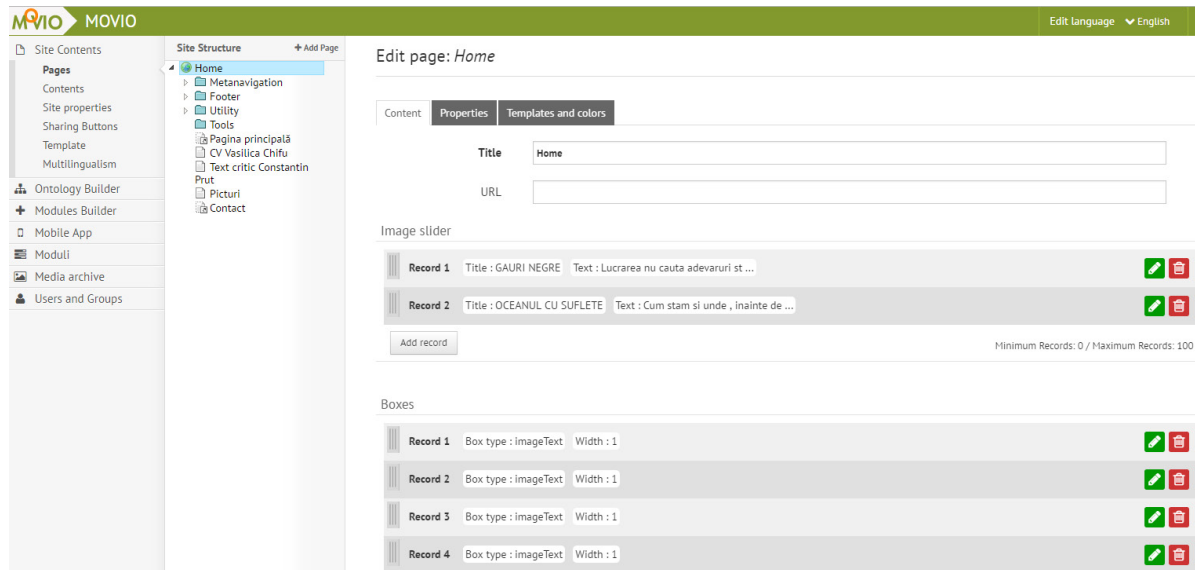 MOVIO MOVIO
Edit language English
Site Contents
Pages
Contents
Site properties
Sharing Buttons
Template
Multilingualism
Ontology Builder
Modules Builder
Mobile App
Moduli
Media archive
Users and Groups
Site Structure + Add Page
Home
Metanavigation
Footer
Utility
Tools
Pagina principală
CV Vasilica Chifu
Text critic Constantin
Prut
Picturi
Contact
Edit page: Home
Content Properties Templates and colors
Title Home
URL
Image slider
Record 1 Title : GAURI NEGRE Text : Lucrarea nu cauta adevaruri st ...
Record 2 Title : OCEANUL CU SUFLETE Text : Cum stam si unde , inainte de ...
Add record Minimum Records: 0 / Maximum Records: 100
Boxes
Record 1 Box type : imageText Width : 1
Record 2 Box type : imageText Width : 1
Record 3 Box type : imageText Width : 1
Record 4 Box type : imageText Width : 1